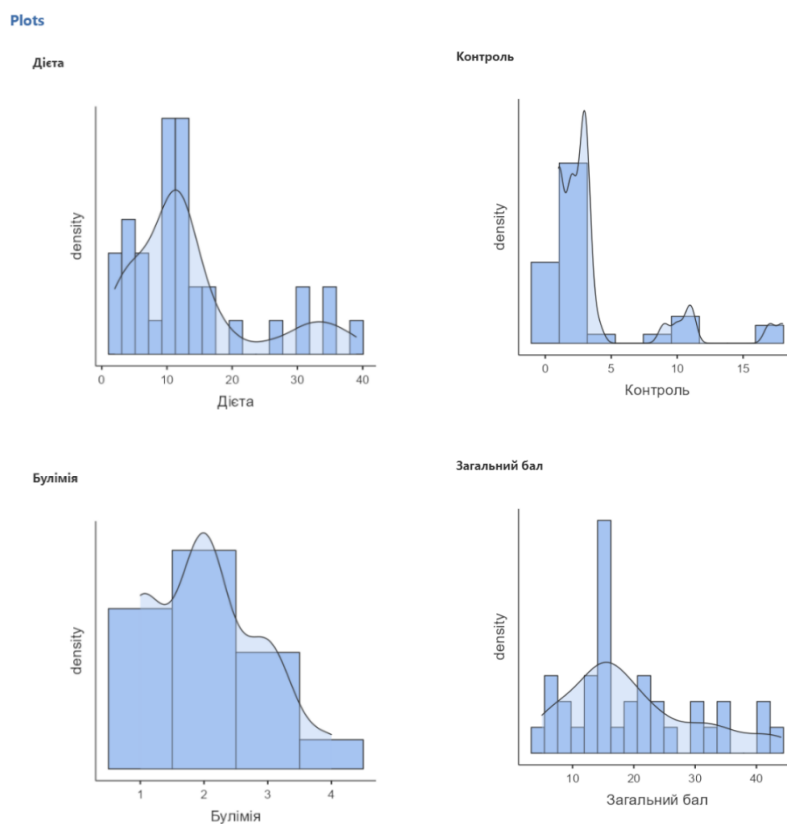 Plots
Дієта
density
0 10 20 30 40
Дієта
Контроль
density
0 5 10 15
Контроль
Булімія
density
1 2 3 4
Булімія
Загальний бал
density
10 20 30 40
Загальний бал